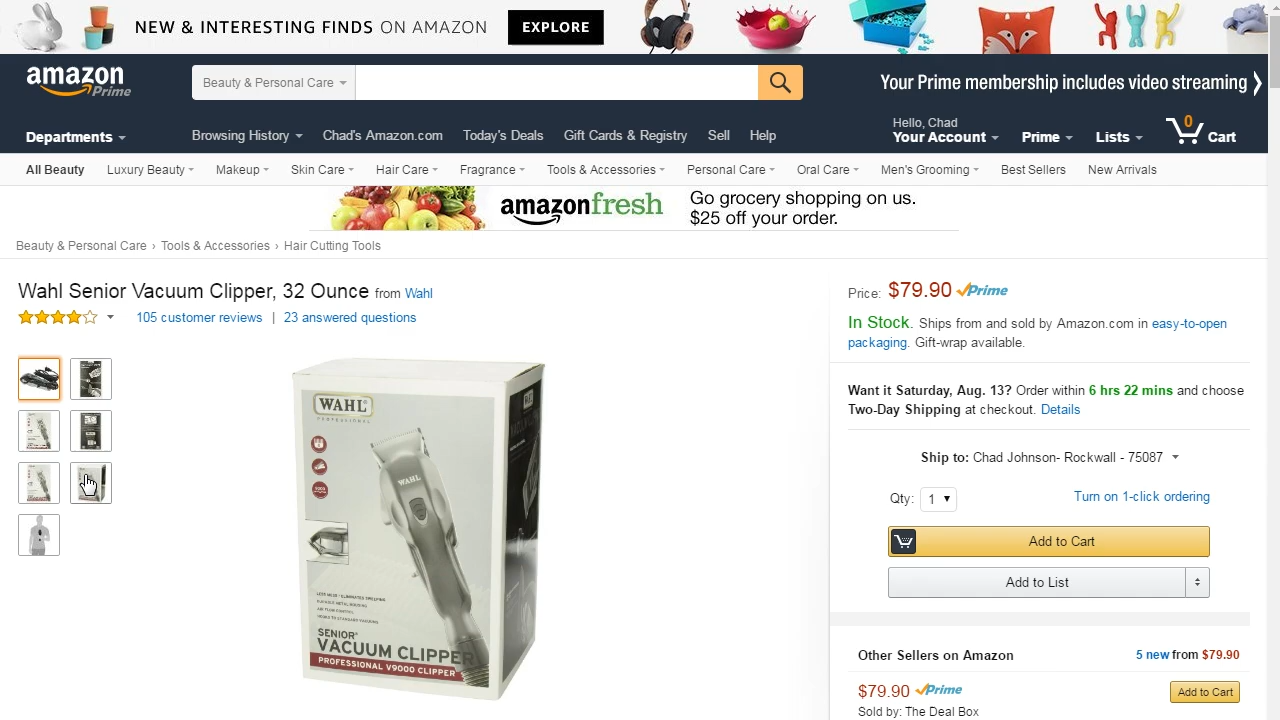 NEW & INTERESTING FINDS ON AMAZON EXPLORE
amazon Prime
Beauty & Personal Care
Your Prime membership includes video streaming
Departments
Browsing History Chad's Amazon.com Today's Deals Gift Cards & Registry Sell Help
Hello, Chad
Your Account Prime Lists 0 Cart
All Beauty Luxury Beauty Makeup Skin Care Hair Care Fragrance Tools & Accessories Personal Care Oral Care Men's Grooming Best Sellers New Arrivals
amazonfresh
Go grocery shopping on us.
$25 off your order.
Beauty & Personal Care › Tools & Accessories › Hair Cutting Tools
Wahl Senior Vacuum Clipper, 32 Ounce from Wahl
105 customer reviews | 23 answered questions
WAHL
PROFESSIONAL
WAHL
SENIOR®
VACUUM CLIPPER
PROFESSIONAL V9000 CLIPPER
Price: $79.90 Prime
In Stock. Ships from and sold by Amazon.com in easy-to-open
packaging. Gift-wrap available.
Want it Saturday, Aug. 13? Order within 6 hrs 22 mins and choose
Two-Day Shipping at checkout. Details
Ship to: Chad Johnson- Rockwall - 75087
Qty: 1
Turn on 1-click ordering
Add to Cart
Add to List
Other Sellers on Amazon
5 new from $79.90
$79.90 Prime
Add to Cart
Sold by: The Deal Box